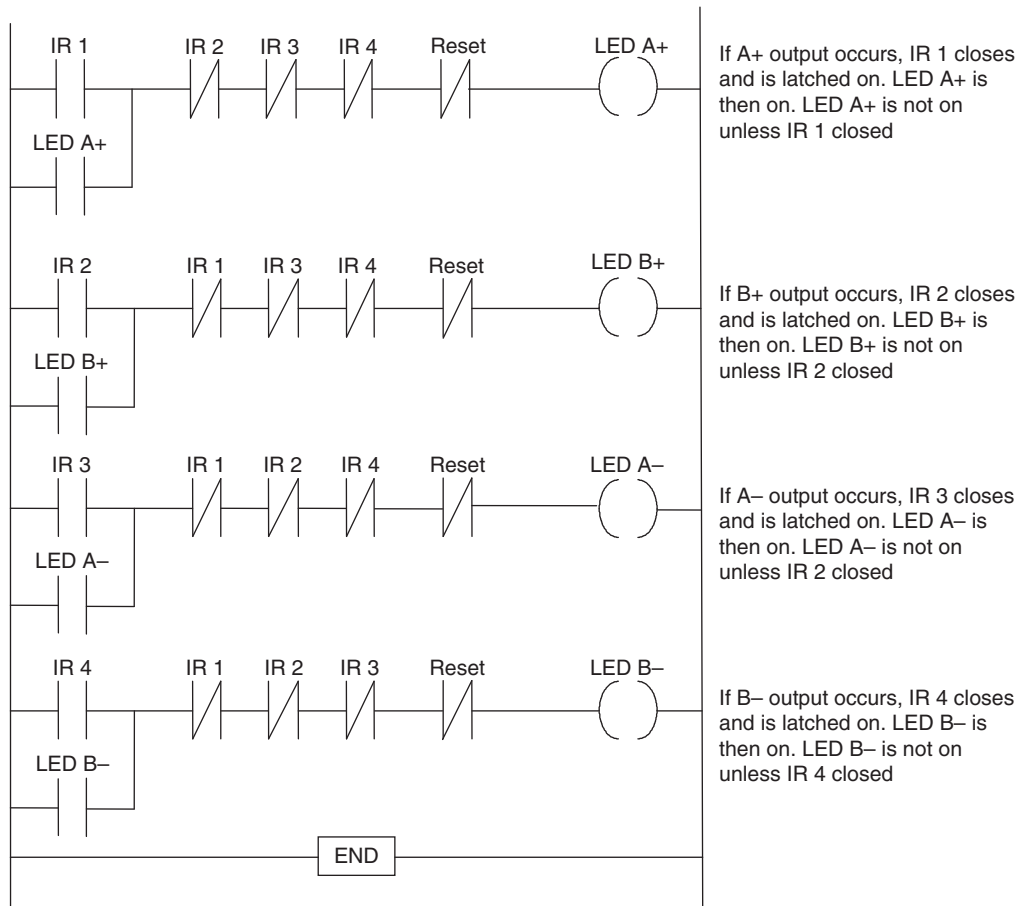 IR 1 IR 2 IR 3 IR 4 Reset LED A+
LED A+
If A+ output occurs, IR 1 closes
and is latched on. LED A+ is
then on. LED A+ is not on
unless IR 1 closed
IR 2 IR 1 IR 3 IR 4 Reset LED B+
LED B+
If B+ output occurs, IR 2 closes
and is latched on. LED B+ is
then on. LED B+ is not on
unless IR 2 closed
IR 3 IR 1 IR 2 IR 4 Reset LED A–
LED A–
If A– output occurs, IR 3 closes
and is latched on. LED A– is
then on. LED A– is not on
unless IR 2 closed
IR 4 IR 1 IR 2 IR 3 Reset LED B–
LED B–
If B– output occurs, IR 4 closes
and is latched on. LED B– is
then on. LED B– is not on
unless IR 4 closed
END